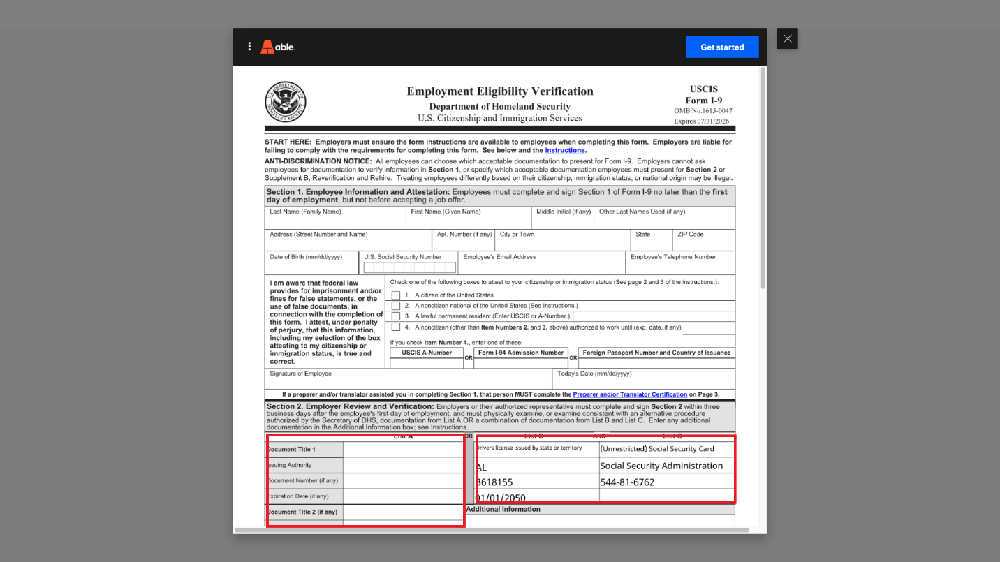 able.
Get started
U.S. DEPARTMENT OF HOMELAND SECURITY
Employment Eligibility Verification
Department of Homeland Security
U.S. Citizenship and Immigration Services
USCIS
Form I-9
OMB No.1615-0047
Expires 07/31/2026
START HERE: Employers must ensure the form instructions are available to employees when completing this form. Employers are liable for
failing to comply with the requirements for completing this form. See below and the Instructions.
ANTI-DISCRIMINATION NOTICE: All employees can choose which acceptable documentation to present for Form I-9. Employers cannot ask
employees for documentation to verify information in Section 1, or specify which acceptable documentation employees must present for Section 2 or
Supplement B, Reverification and Rehire. Treating employees differently based on their citizenship, immigration status, or national origin may be illegal.
Section 1. Employee Information and Attestation: Employees must complete and sign Section 1 of Form I-9 no later than the first
day of employment, but not before accepting a job offer.
Last Name (Family Name) First Name (Given Name) Middle Initial (if any) Other Last Names Used (if any)
Address (Street Number and Name) Apt. Number (if any) City or Town State ZIP Code
Date of Birth (mm/dd/yyyy) U.S. Social Security Number Employee's Email Address Employee's Telephone Number
I am aware that federal law
provides for imprisonment and/or
fines for false statements, or the
use of false documents, in
connection with the completion of
this form. I attest, under penalty
of perjury, that this information,
including my selection of the box
attesting to my citizenship or
immigration status, is true and
correct.
Check one of the following boxes to attest to your citizenship or immigration status (See page 2 and 3 of the instructions.):
1. A citizen of the United States
2. A noncitizen national of the United States (See Instructions.)
3. A lawful permanent resident (Enter USCIS or A-Number.)
4. A noncitizen (other than Item Numbers 2. and 3. above) authorized to work until (exp. date, if any)
If you check Item Number 4., enter one of these:
USCIS A-Number OR Form I-94 Admission Number OR Foreign Passport Number and Country of Issuance
Signature of Employee Today's Date (mm/dd/yyyy)
If a preparer and/or translator assisted you in completing Section 1, that person MUST complete the Preparer and/or Translator Certification on Page 3.
Section 2. Employer Review and Verification: Employers or their authorized representative must complete and sign Section 2 within three
business days after the employee's first day of employment, and must physically examine, or examine consistent with an alternative procedure
authorized by the Secretary of DHS, documentation from List A OR a combination of documentation from List B and List C. Enter any additional
documentation in the Additional Information box; see Instructions.
List A OR List B AND List C
Document Title 1 Drivers license issued by state or territory (Unrestricted) Social Security Card
Issuing Authority AL Social Security Administration
Document Number (if any) 3618155 544-81-6762
Expiration Date (if any) 01/01/2050
Document Title 2 (if any) Additional Information